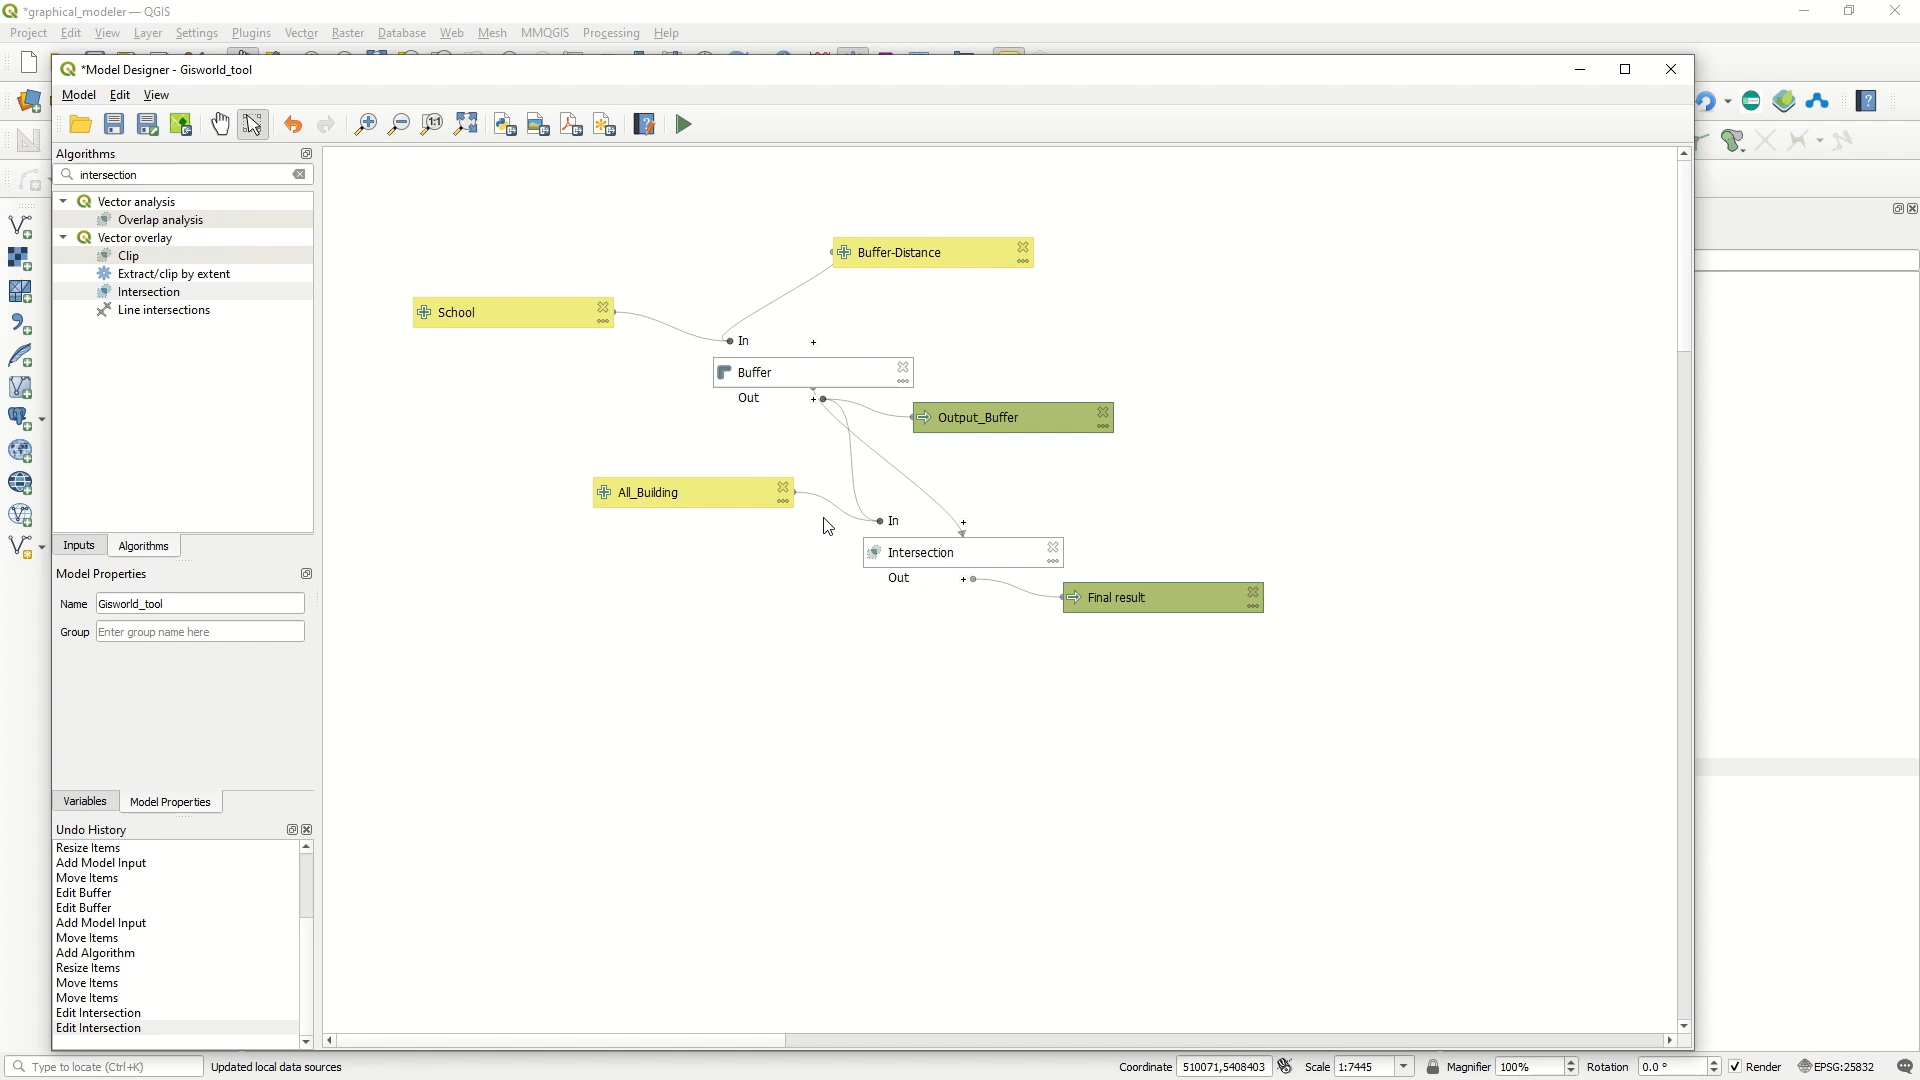 *graphical_modeler — QGIS
Project Edit View Layer Settings Plugins Vector Raster Database Web Mesh MMQGIS Processing Help
*Model Designer - Gisworld_tool
Model Edit View
Algorithms
intersection
Vector analysis
Overlap analysis
Vector overlay
Clip
Extract/clip by extent
Intersection
Line intersections
Buffer-Distance
School
In
Buffer
Out
Output_Buffer
All_Building
In
Intersection
Out
Final result
Inputs Algorithms
Model Properties
Name Gisworld_tool
Group Enter group name here
Variables Model Properties
Undo History
Resize Items
Add Model Input
Move Items
Edit Buffer
Edit Buffer
Add Model Input
Move Items
Add Algorithm
Resize Items
Move Items
Move Items
Edit Intersection
Edit Intersection
Type to locate (Ctrl+K) Updated local data sources Coordinate 510071,5408403 Scale 1:7445 Magnifier 100% Rotation 0.0 ° Render EPSG:25832